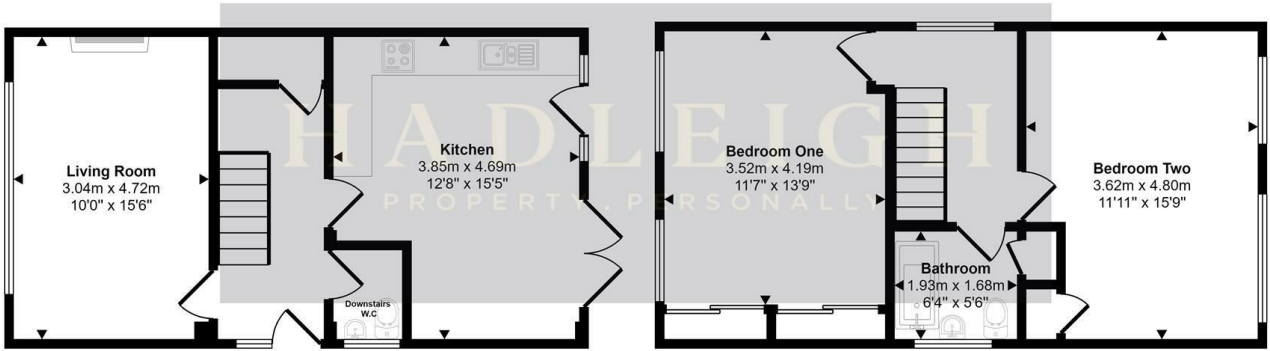 HADLEIGH
PROPERTY. PERSONALLY
Living Room
3.04m x 4.72m
10'0" x 15'6"
Kitchen
3.85m x 4.69m
12'8" x 15'5"
Downstairs
W.C
Bedroom One
3.52m x 4.19m
11'7" x 13'9"
Bathroom
1.93m x 1.68m
6'4" x 5'6"
Bedroom Two
3.62m x 4.80m
11'11" x 15'9"